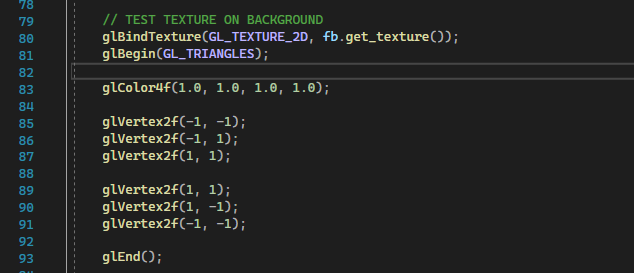 78
79 // TEST TEXTURE ON BACKGROUND
80 glBindTexture(GL_TEXTURE_2D, fb.get_texture());
81 glBegin(GL_TRIANGLES);
82
83 glColor4f(1.0, 1.0, 1.0, 1.0);
84
85 glVertex2f(-1, -1);
86 glVertex2f(-1, 1);
87 glVertex2f(1, 1);
88
89 glVertex2f(1, 1);
90 glVertex2f(1, -1);
91 glVertex2f(-1, -1);
92
93 glEnd();